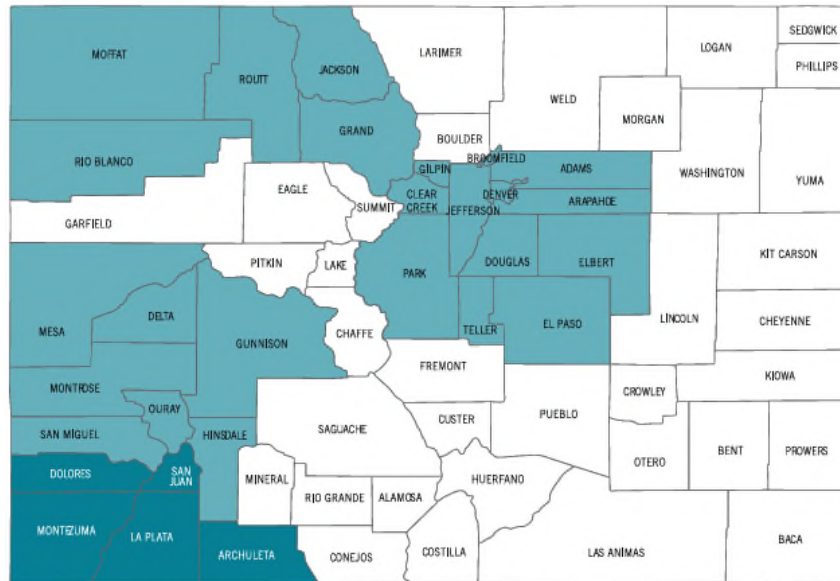 MOFFAT
ROUTT
JACKSON
LARIMER
LOGAN
SEDGWICK
PHILLIPS
WELD
MORGAN
GRAND
BOULDER
RIO BLANCO
GILPIN
BROOMFIELD
ADAMS
WASHINGTON
YUMA
EAGLE
CLEAR
CREEK
DENVER
ARAPAHOE
SUMMIT
JEFFERSON
GARFIELD
PITKIN
LAKE
PARK
DOUGLAS
ELBERT
KIT CARSON
MESA
DELTA
GUNNISON
CHAFFE
TELLER
EL PASO
LINCOLN
CHEYENNE
FREMONT
MONTROSE
CROWLEY
KIOWA
OURAY
SAN MIGUEL
HINSDALE
SAGUACHE
CUSTER
PUEBLO
OTERO
BENT
PROWERS
DOLORES
SAN
JUAN
MINERAL
RIO GRANDE
ALAMOSA
HUERFANO
MONTEZUMA
LA PLATA
ARCHULETA
CONEJOS
COSTILLA
LAS ANIMAS
BACA